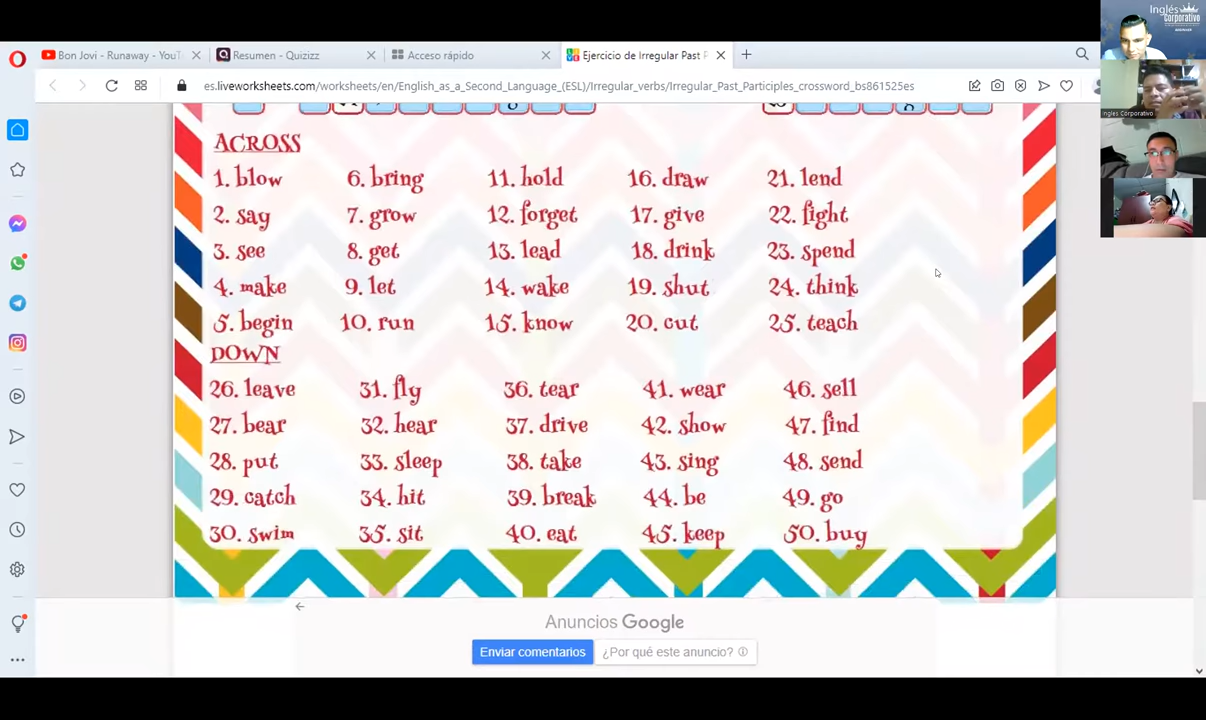 Bon Jovi - Runaway - YouT
Resumen - Quizizz
Acceso rápido
Ejercicio de Irregular Past P
es.liveworksheets.com/worksheets/en/English_as_a_Second_Language_(ESL)/Irregular_verbs/Irregular_Past_Participles_crossword_bs861525es
Inglés
Corporativo
Ingles Corporativo
ACROSS
1. blow 6. bring 11. hold 16. draw 21. lend
2. say 7. grow 12. forget 17. give 22. fight
3. see 8. get 13. lead 18. drink 23. spend
4. make 9. let 14. wake 19. shut 24. think
5. begin 10. run 15. know 20. cut 25. teach
DOWN
26. leave 31. fly 36. tear 41. wear 46. sell
27. bear 32. hear 37. drive 42. show 47. find
28. put 33. sleep 38. take 43. sing 48. send
29. catch 34. hit 39. break 44. be 49. go
30. swim 35. sit 40. eat 45. keep 50. buy
Anuncios Google
Enviar comentarios ¿Por qué este anuncio?